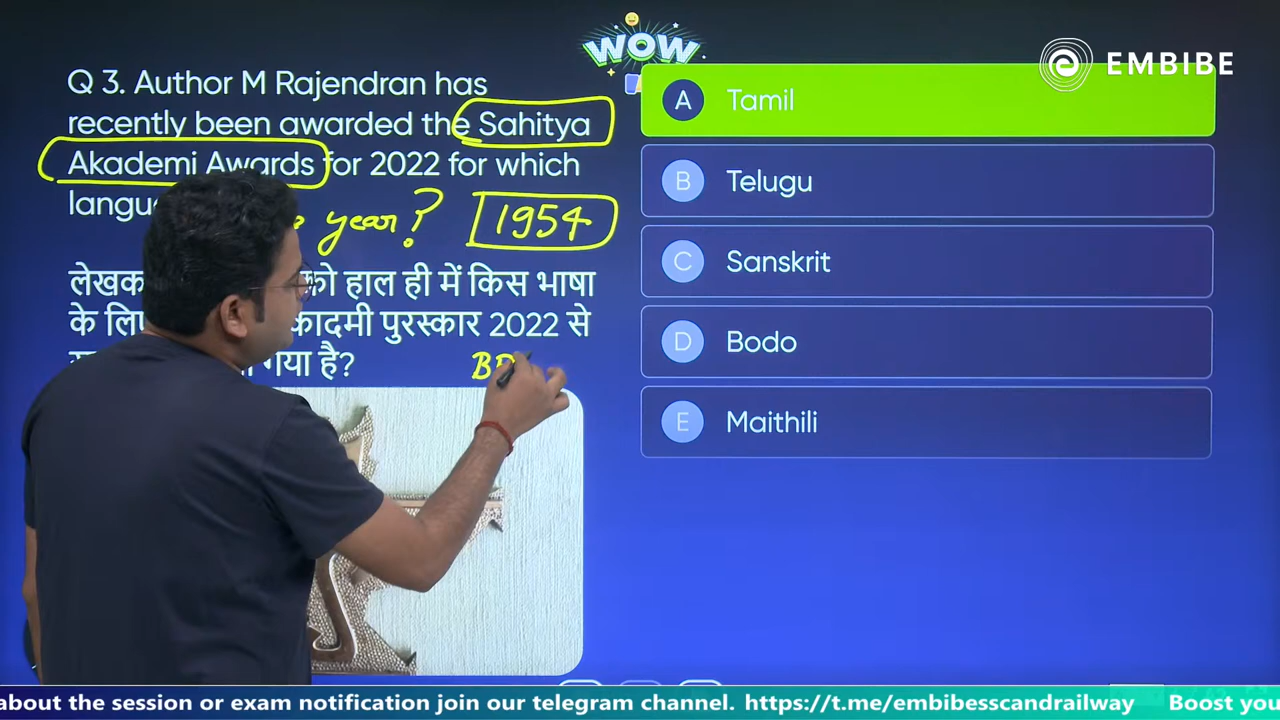 WOW
EMBIBE
Q 3. Author M Rajendran has
recently been awarded the Sahitya
Akademi Awards for 2022 for which
year?
1954
लेखक को हाल ही में किस भाषा
के पुरस्कार 2022 से
गया है?
A Tamil
B Telugu
C Sanskrit
D Bodo
E Maithili
about the session or exam notification join our telegram channel. https://t.me/embibesscandrailway Boost you